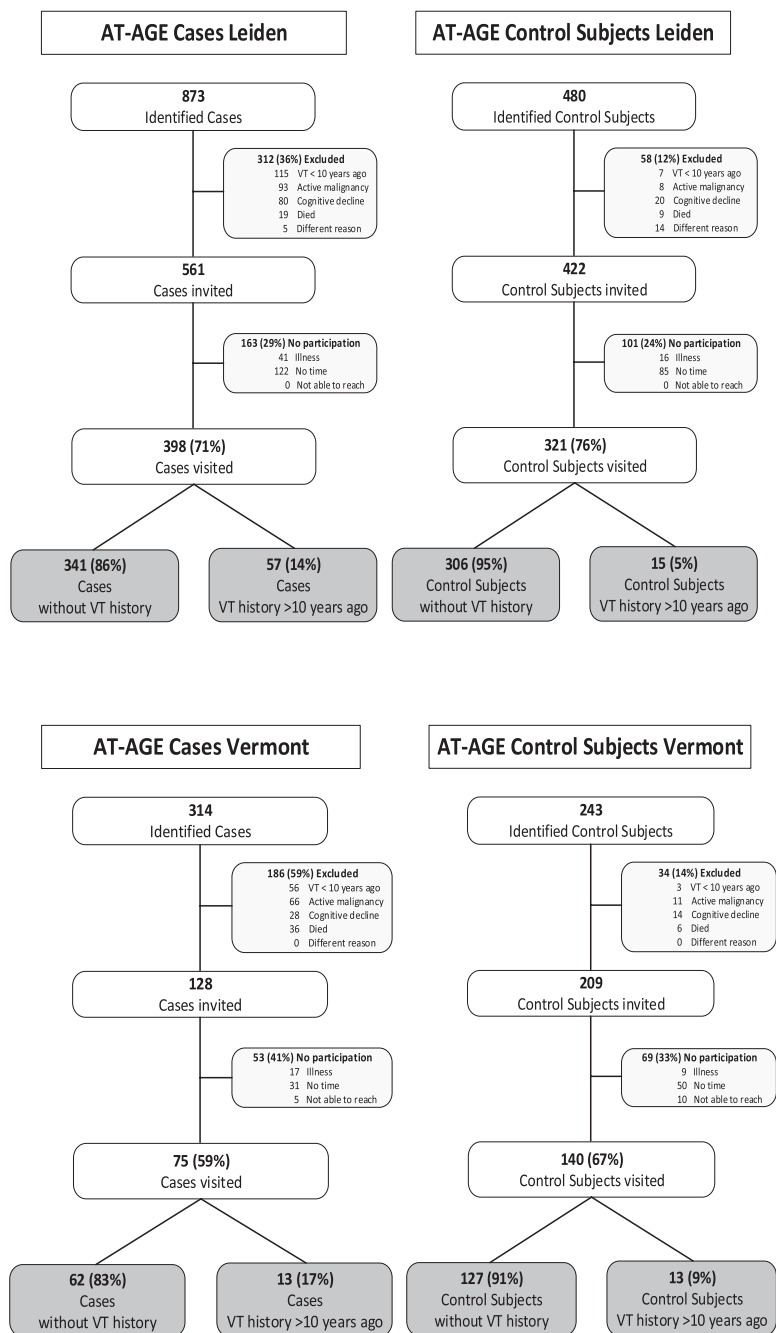 AT-AGE Cases Leiden
873
Identified Cases
312 (36%) Excluded
115 VT < 10 years ago
93 Active malignancy
80 Cognitive decline
19 Died
5 Different reason
561
Cases invited
163 (29%) No participation
41 Illness
122 No time
0 Not able to reach
398 (71%)
Cases visited
341 (86%)
Cases
without VT history
57 (14%)
Cases
VT history >10 years ago
AT-AGE Control Subjects Leiden
480
Identified Control Subjects
58 (12%) Excluded
7 VT < 10 years ago
8 Active malignancy
20 Cognitive decline
9 Died
14 Different reason
422
Control Subjects invited
101 (24%) No participation
16 Illness
85 No time
0 Not able to reach
321 (76%)
Control Subjects visited
306 (95%)
Control Subjects
without VT history
15 (5%)
Control Subjects
VT history >10 years ago
AT-AGE Cases Vermont
314
Identified Cases
186 (59%) Excluded
56 VT < 10 years ago
66 Active malignancy
28 Cognitive decline
36 Died
0 Different reason
128
Cases invited
53 (41%) No participation
17 Illness
31 No time
5 Not able to reach
75 (59%)
Cases visited
62 (83%)
Cases
without VT history
13 (17%)
Cases
VT history >10 years ago
AT-AGE Control Subjects Vermont
243
Identified Control Subjects
34 (14%) Excluded
3 VT < 10 years ago
11 Active malignancy
14 Cognitive decline
6 Died
0 Different reason
209
Control Subjects invited
69 (33%) No participation
9 Illness
50 No time
10 Not able to reach
140 (67%)
Control Subjects visited
127 (91%)
Control Subjects
without VT history
13 (9%)
Control Subjects
VT history >10 years ago